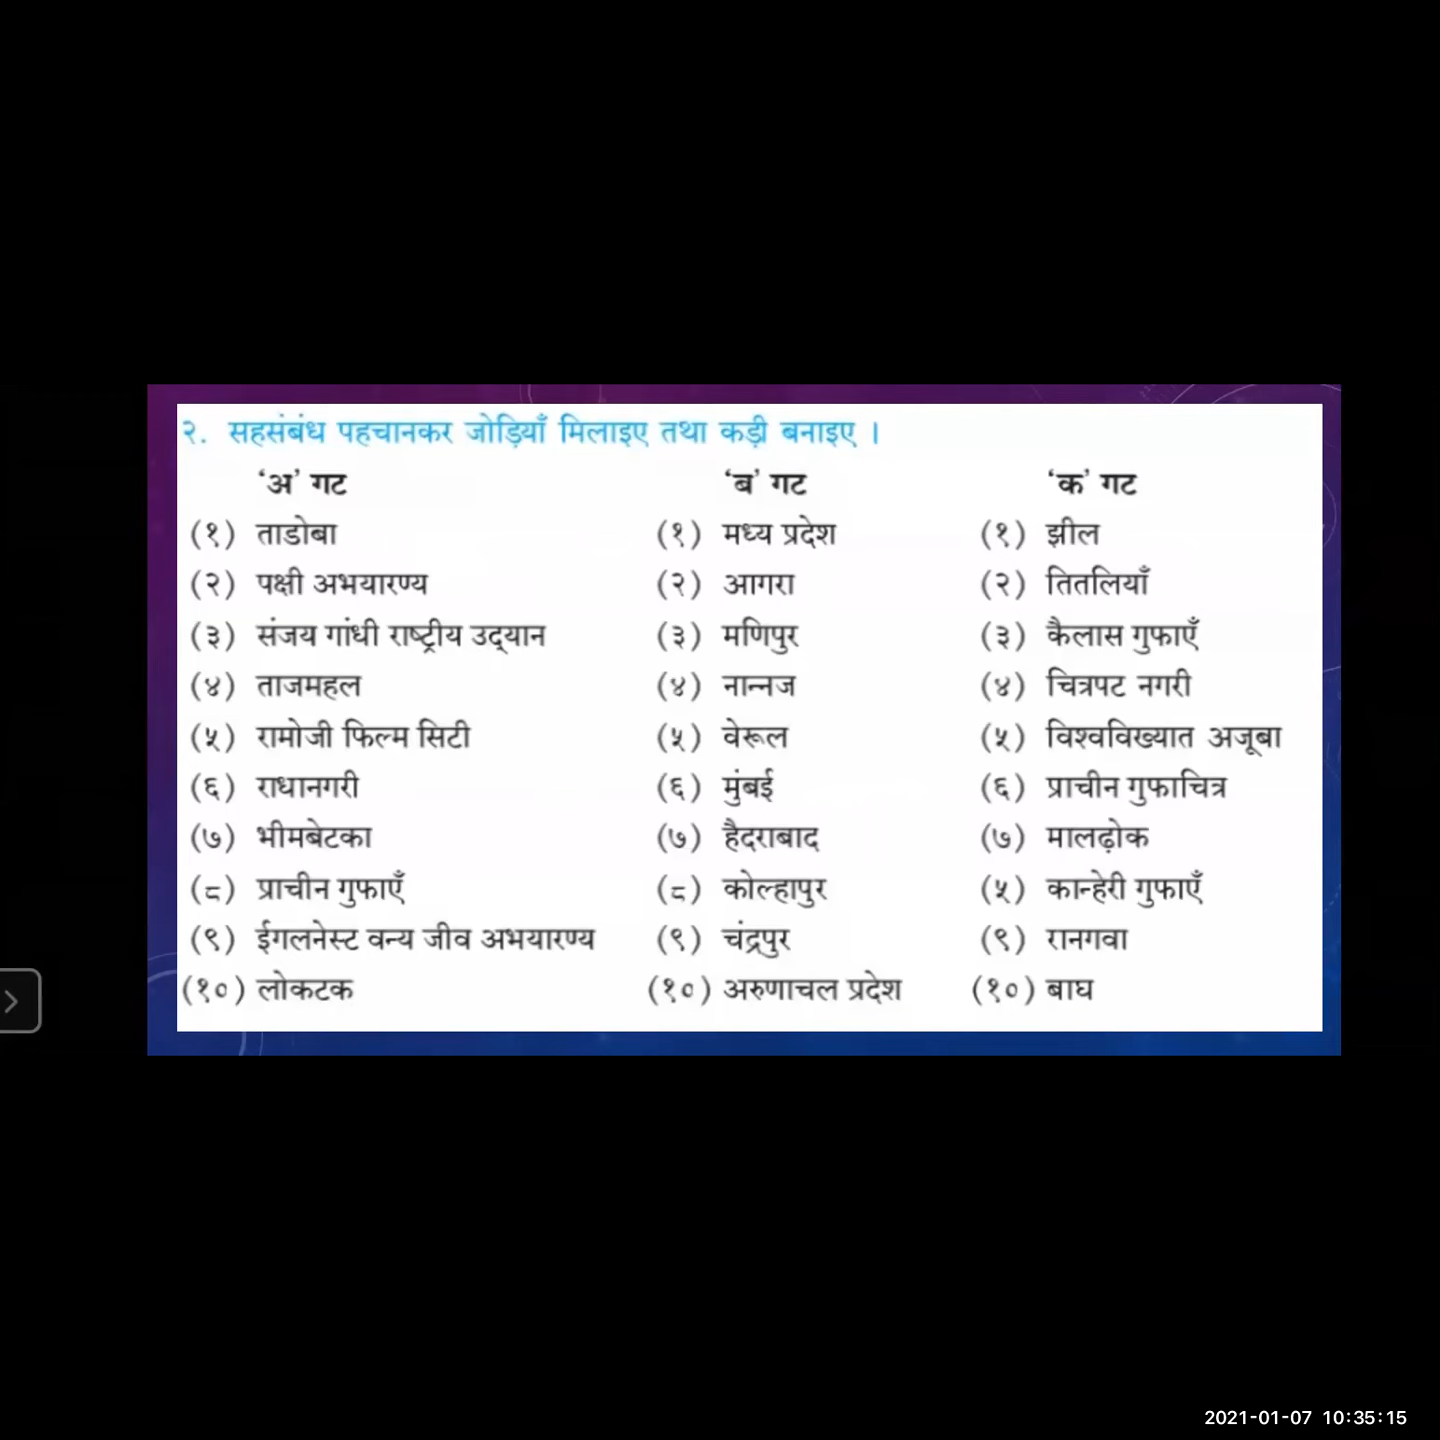 २. सहसंबंध पहचानकर जोड़ियाँ मिलाइए तथा कड़ी बनाइए ।
‘अ’ गट ‘ब’ गट ‘क’ गट
(१) ताडोबा (१) मध्य प्रदेश (१) झील
(२) पक्षी अभयारण्य (२) आगरा (२) तितलियाँ
(३) संजय गांधी राष्ट्रीय उद्‍यान (३) मणिपुर (३) कैलास गुफाएँ
(४) ताजमहल (४) नान्नज (४) चित्रपट नगरी
(५) रामोजी फिल्म सिटी (५) वेरूल (५) विश्वविख्यात अजूबा
(६) राधानगरी (६) मुंबई (६) प्राचीन गुफाचित्र
(७) भीमबेटका (७) हैदराबाद (७) मालढ़ोक
(८) प्राचीन गुफाएँ (८) कोल्हापुर (५) कान्हेरी गुफाएँ
(९) ईगलनेस्ट वन्य जीव अभयारण्य (९) चंद्रपुर (९) रानगवा
(१०) लोकटक (१०) अरुणाचल प्रदेश (१०) बाघ
2021-01-07 10:35:15